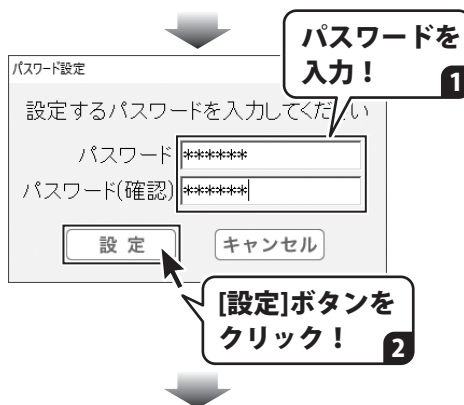 パスワードを
入力！
1
パスワード設定
設定するパスワードを入力してください
パスワード ******
パスワード(確認) ******
設 定
キャンセル
[設定]ボタンを
クリック！
2